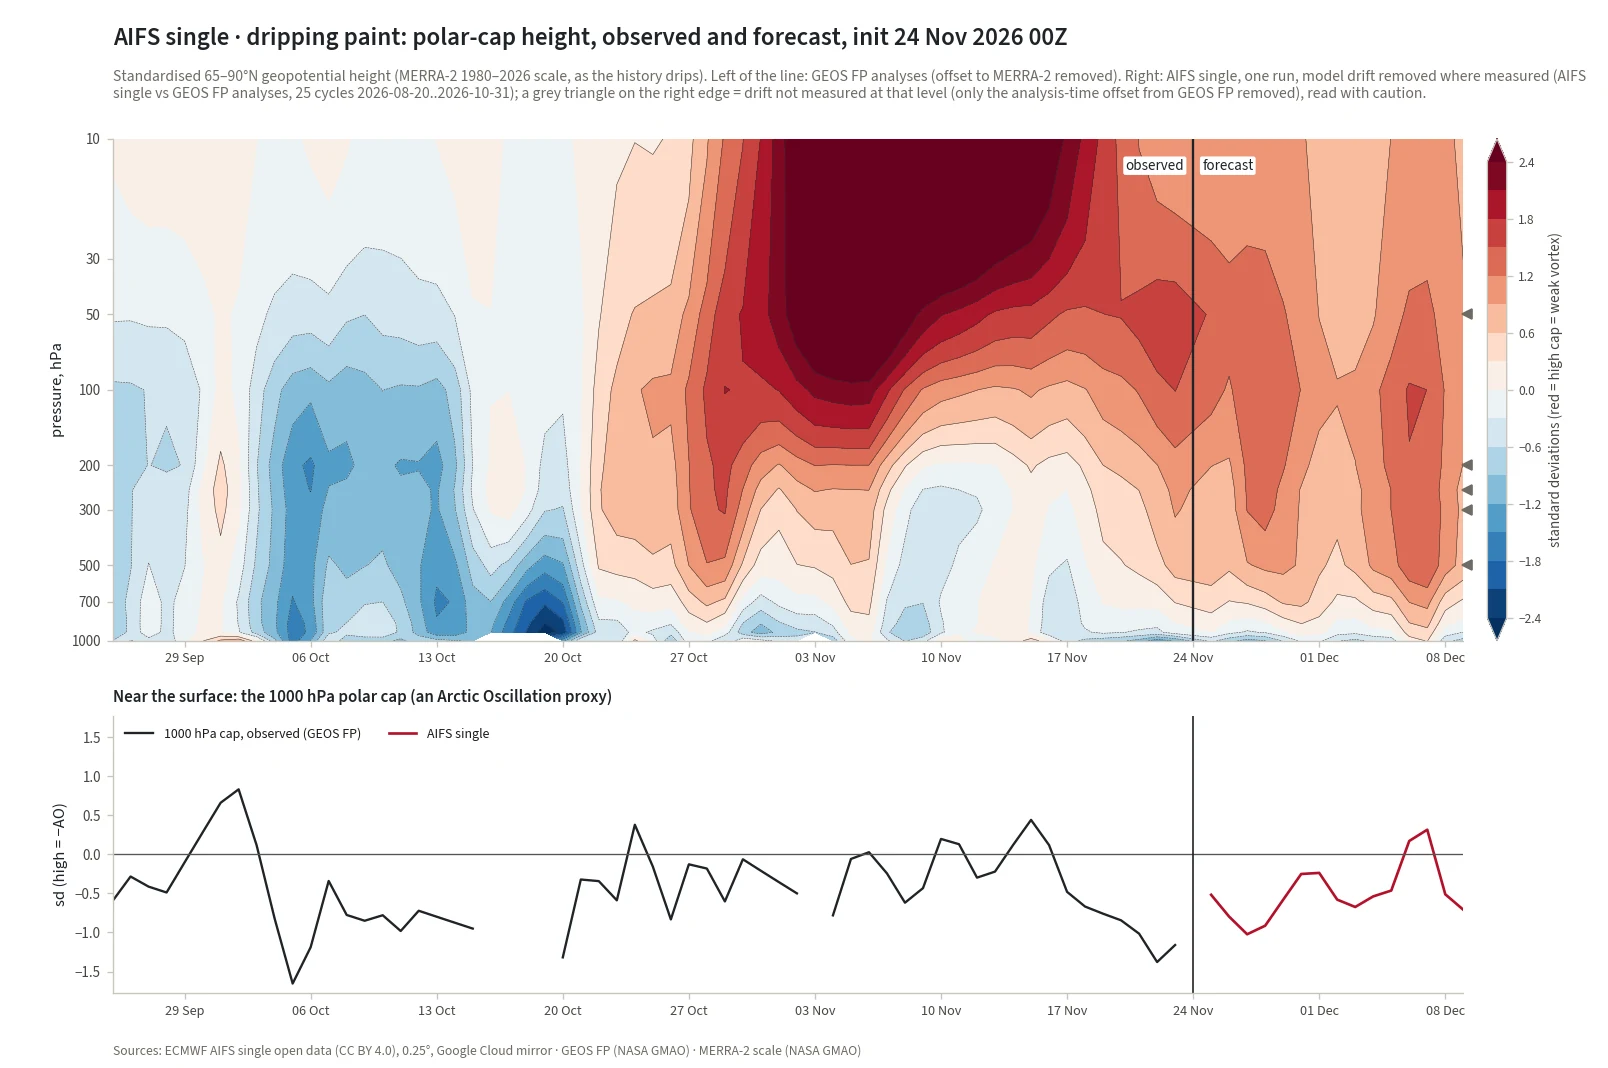 AIFS single · dripping paint: polar-cap height, observed and forecast, init 24 Nov 2026 00Z
Standardised 65–90°N geopotential height (MERRA-2 1980–2026 scale, as the history drips). Left of the line: GEOS FP analyses (offset to MERRA-2 removed). Right: AIFS single, one run, model drift removed where measured (AIFS
single vs GEOS FP analyses, 25 cycles 2026-08-20..2026-10-31); a grey triangle on the right edge = drift not measured at that level (only the analysis-time offset from GEOS FP removed), read with caution.
observed
forecast
pressure, hPa
10
30
50
100
200
300
500
700
1000
29 Sep
06 Oct
13 Oct
20 Oct
27 Oct
03 Nov
10 Nov
17 Nov
24 Nov
01 Dec
08 Dec
2.4
1.8
1.2
0.6
0.0
−0.6
−1.2
−1.8
−2.4
standard deviations (red = high cap = weak vortex)
Near the surface: the 1000 hPa polar cap (an Arctic Oscillation proxy)
1000 hPa cap, observed (GEOS FP)
AIFS single
sd (high = −AO)
1.5
1.0
0.5
0.0
−0.5
−1.0
−1.5
29 Sep
06 Oct
13 Oct
20 Oct
27 Oct
03 Nov
10 Nov
17 Nov
24 Nov
01 Dec
08 Dec
Sources: ECMWF AIFS single open data (CC BY 4.0), 0.25°, Google Cloud mirror · GEOS FP (NASA GMAO) · MERRA-2 scale (NASA GMAO)